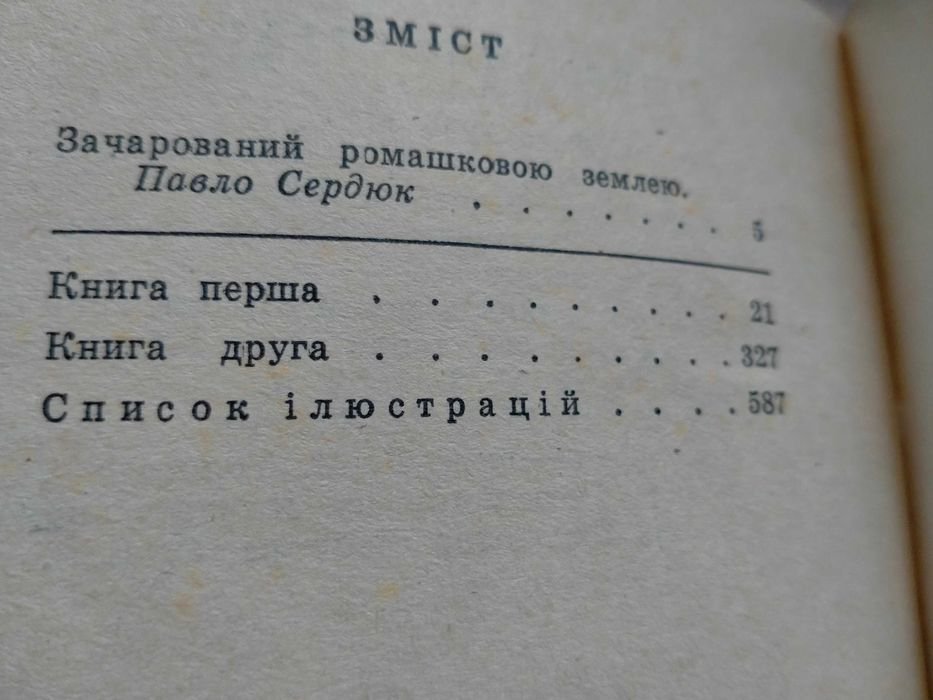 ЗМІСТ
Зачарований ромашковою землею.
Павло Сердюк . . . . . . 5
Книга перша . . . . . . . . 21
Книга друга . . . . . . . . 327
Список ілюстрацій . . . . 587